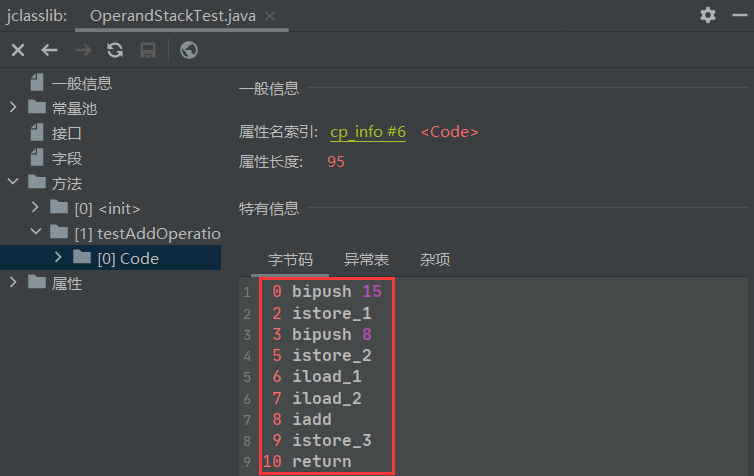 jclasslib: OperandStackTest.java
一般信息
常量池
接口
字段
方法
[0] <init>
[1] testAddOperatio
[0] Code
属性
一般信息
属性名索引: cp_info #6 <Code>
属性长度: 95
特有信息
字节码 异常表 杂项
1 0 bipush 15
2 2 istore_1
3 3 bipush 8
4 5 istore_2
5 6 iload_1
6 7 iload_2
7 8 iadd
8 9 istore_3
9 10 return